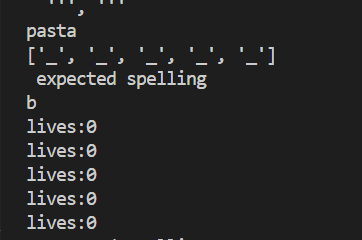 pasta
['_', '_', '_', '_', '_']
expected spelling
b
lives:0
lives:0
lives:0
lives:0
lives:0